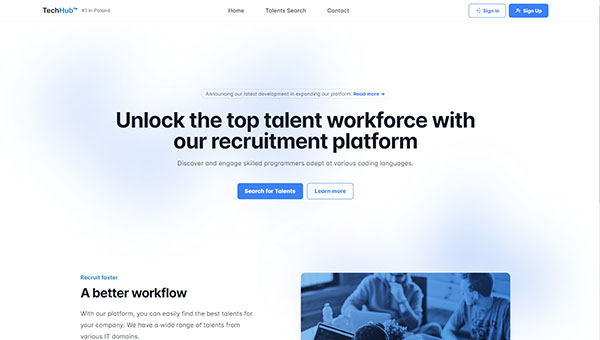 TechHub™ #1 in Poland Home Talents Search Contact Sign In Sign Up
Announcing our latest development in expanding our platform. Read more →
Unlock the top talent workforce with
our recruitment platform
Discover and engage skilled programmers adept at various coding languages.
Search for Talents Learn more
Recruit faster
A better workflow
With our platform, you can easily find the best talents for
your company. We have a wide range of talents from
various IT domains.